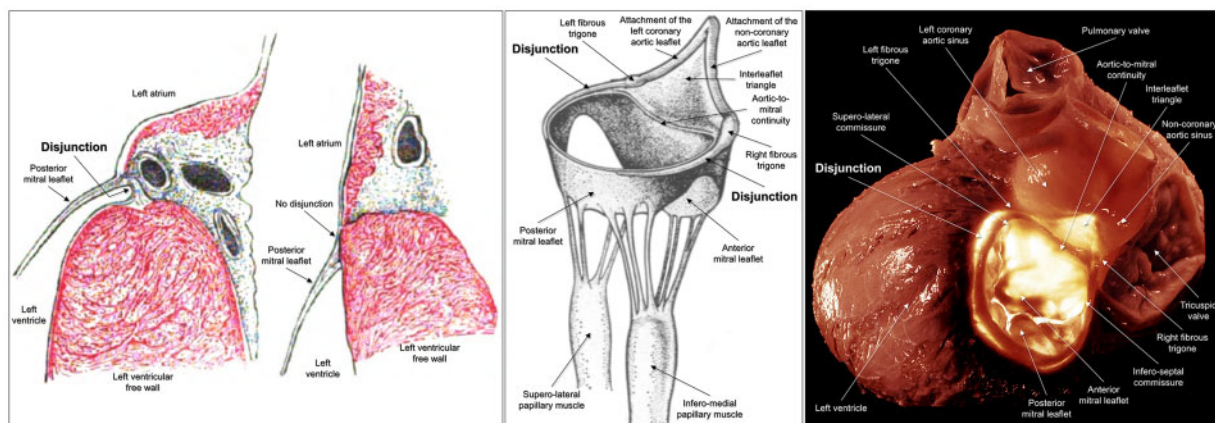 Left atrium
Disjunction
Posterior
mitral leaflet
Left
ventricle
Left ventricular
free wall
Left atrium
No disjunction
Posterior
mitral leaflet
Left
ventricle
Left ventricular
free wall
Left fibrous
trigone
Attachment of the
left coronary
aortic leaflet
Attachment of the
non-coronary
aortic leaflet
Disjunction
Interleaflet
triangle
Aortic-to-
mitral
continuity
Right fibrous
trigone
Disjunction
Posterior
mitral leaflet
Anterior
mitral leaflet
Supero-lateral
papillary muscle
Infero-medial
papillary muscle
Left coronary
aortic sinus
Left fibrous
trigone
Pulmonary valve
Aortic-to-mitral
continuity
Interleaflet
triangle
Supero-lateral
commissure
Non-coronary
aortic sinus
Disjunction
Tricuspid
valve
Right fibrous
trigone
Infero-septal
commissure
Anterior
mitral leaflet
Posterior
mitral leaflet
Left ventricle